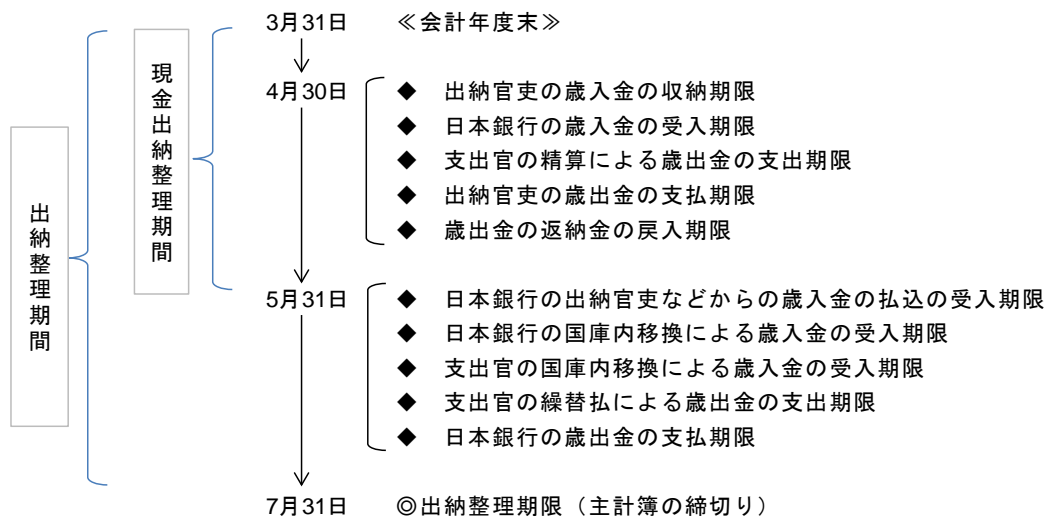 3月31日 ≪会計年度末≫
4月30日
◆ 出納官吏の歳入金の収納期限
◆ 日本銀行の歳入金の受入期限
◆ 支出官の精算による歳出金の支出期限
◆ 出納官吏の歳出金の支払期限
◆ 歳出金の返納金の戻入期限
現金出納整理期間
出納整理期間
5月31日
◆ 日本銀行の出納官吏などからの歳入金の払込の受入期限
◆ 日本銀行の国庫内移換による歳入金の受入期限
◆ 支出官の国庫内移換による歳入金の受入期限
◆ 支出官の繰替払による歳出金の支出期限
◆ 日本銀行の歳出金の支払期限
7月31日 ◎出納整理期限（主計簿の締切り）